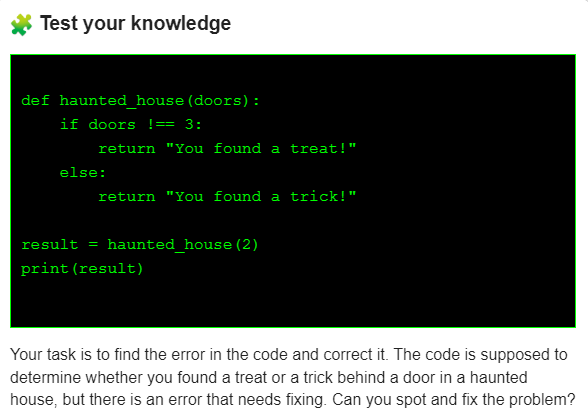 Test your knowledge
def haunted_house(doors):
    if doors !== 3:
        return "You found a treat!"
    else:
        return "You found a trick!"
result = haunted_house(2)
print(result)
Your task is to find the error in the code and correct it. The code is supposed to
determine whether you found a treat or a trick behind a door in a haunted
house, but there is an error that needs fixing. Can you spot and fix the problem?